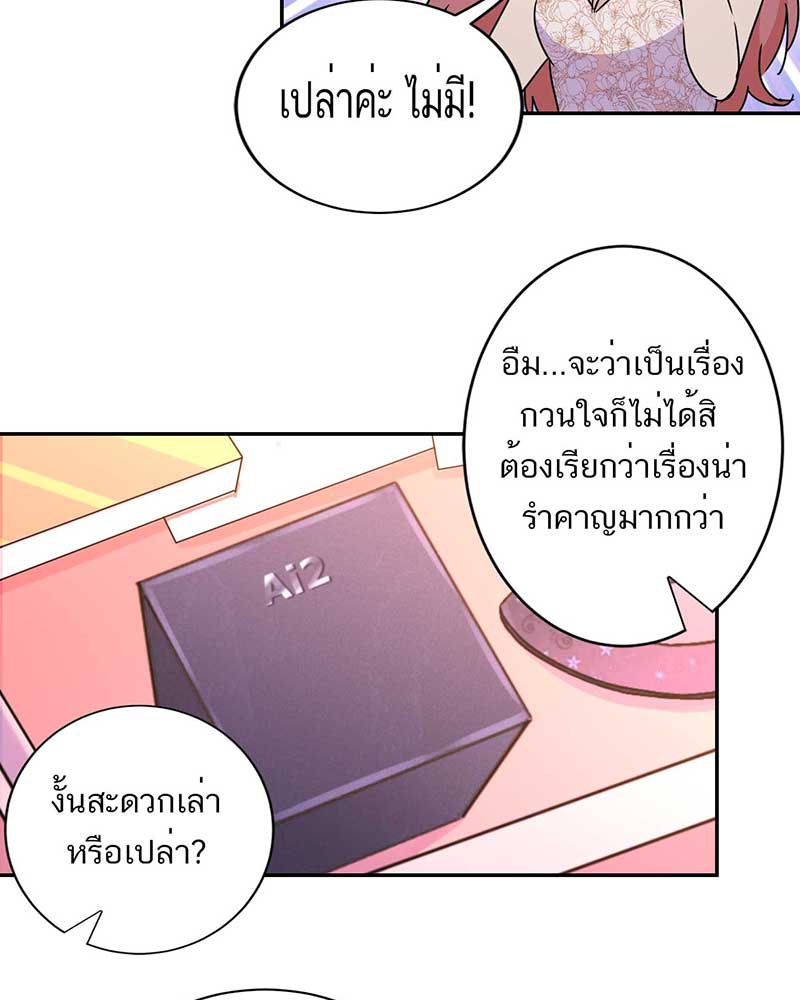 เปล่าค่ะ ไม่มี!
อืม...จะว่าเป็นเรื่อง
กวนใจก็ไม่ได้สิ
ต้องเรียกว่าเรื่องน่า
รำคาญมากกว่า
Ai2
งั้นสะดวกเล่า
หรือเปล่า?